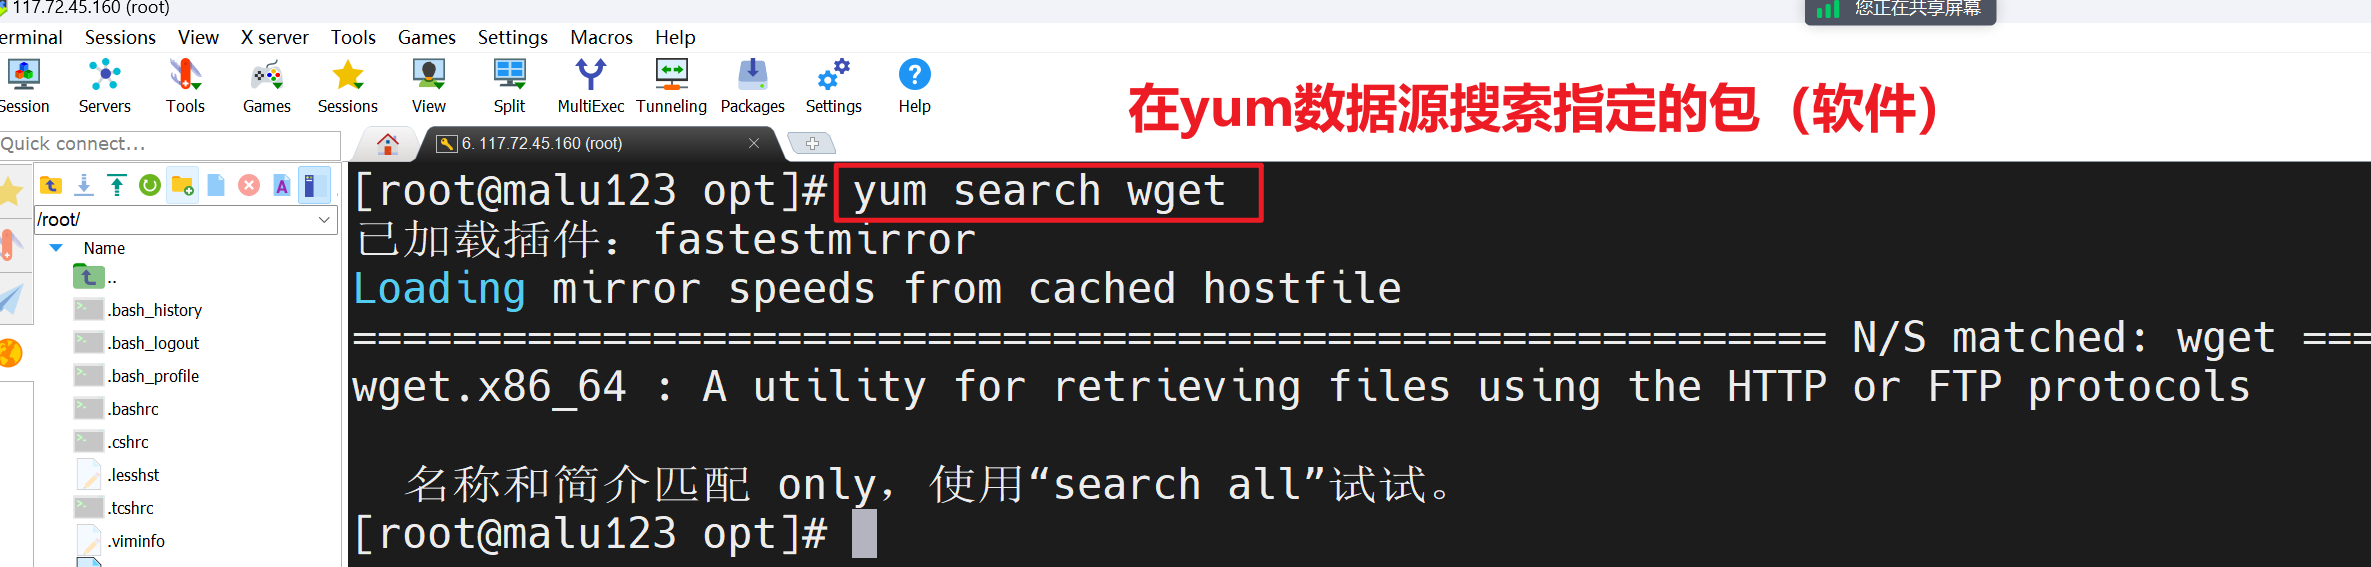 117.72.45.160 (root)
您正在共享屏幕
erminal Sessions View X server Tools Games Settings Macros Help
Session Servers Tools Games Sessions View Split MultiExec Tunneling Packages Settings Help
在yum数据源搜索指定的包（软件）
Quick connect...
6. 117.72.45.160 (root)
/root/
Name
..
.bash_history
.bash_logout
.bash_profile
.bashrc
.cshrc
.lesshst
.tcshrc
.viminfo
[root@malu123 opt]# yum search wget
已加载插件：fastestmirror
Loading mirror speeds from cached hostfile
=========================================================== N/S matched: wget ===
wget.x86_64 : A utility for retrieving files using the HTTP or FTP protocols
名称和简介匹配 only，使用“search all”试试。
[root@malu123 opt]#